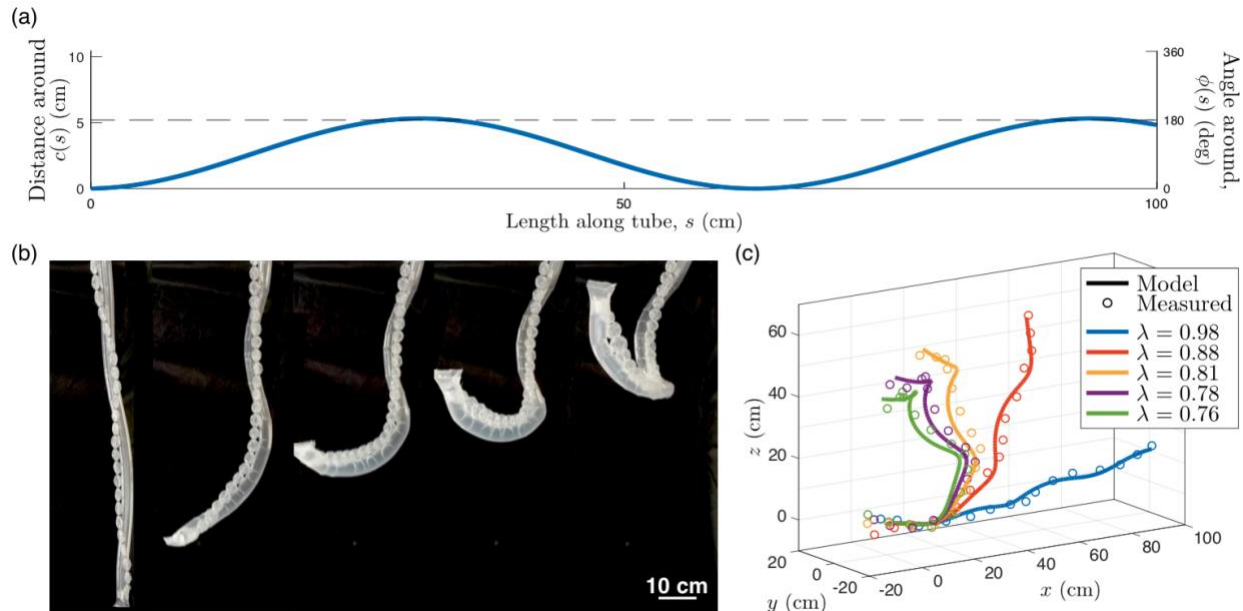 (a)
Distance around
c(s) (cm)
10
5
0
0
50
100
Length along tube, s (cm)
360
180
0
Angle around,
ϕ(s) (deg)
(b)
10 cm
(c)
Model
Measured
λ = 0.98
λ = 0.88
λ = 0.81
λ = 0.78
λ = 0.76
60
40
20
0
z (cm)
20
0
-20
y (cm)
-20
0
20
40
60
80
100
x (cm)